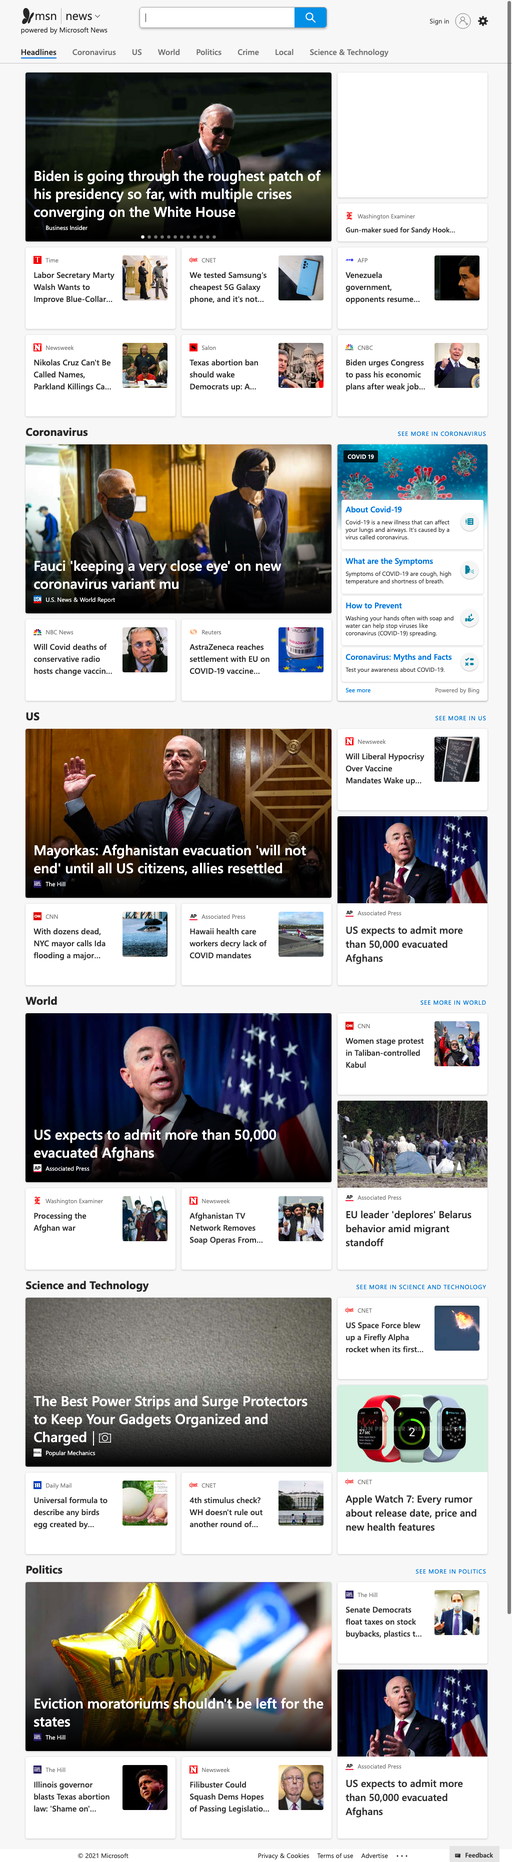 msn | news
powered by Microsoft News
Sign in
Headlines
Coronavirus
US
World
Politics
Crime
Local
Science & Technology
Biden is going through the roughest patch of
his presidency so far, with multiple crises
converging on the White House
Business Insider
Washington Examiner
Gun-maker sued for Sandy Hook...
Time
Labor Secretary Marty
Walsh Wants to
Improve Blue-Collar...
CNET
We tested Samsung's
cheapest 5G Galaxy
phone, and it's not...
AFP
Venezuela
government,
opponents resume...
Newsweek
Nikolas Cruz Can't Be
Called Names,
Parkland Killings Ca...
Salon
Texas abortion ban
should wake
Democrats up: A...
CNBC
Biden urges Congress
to pass his economic
plans after weak job...
Coronavirus
SEE MORE IN CORONAVIRUS
Fauci 'keeping a very close eye' on new
coronavirus variant mu
U.S. News & World Report
COVID 19
About Covid-19
Covid-19 is a new illness that can affect
your lungs and airways. It's caused by a
virus called coronavirus.
What are the Symptoms
Symptoms of COVID-19 are cough, high
temperature and shortness of breath.
How to Prevent
Washing your hands often with soap and
water can help stop viruses like
coronavirus (COVID-19) spreading.
Coronavirus: Myths and Facts
Test your awareness about COVID-19.
See more
Powered by Bing
NBC News
Will Covid deaths of
conservative radio
hosts change vaccin...
Reuters
AstraZeneca reaches
settlement with EU on
COVID-19 vaccine...
US
SEE MORE IN US
Mayorkas: Afghanistan evacuation 'will not
end' until all US citizens, allies resettled
The Hill
Newsweek
Will Liberal Hypocrisy
Over Vaccine
Mandates Wake up...
CNN
With dozens dead,
NYC mayor calls Ida
flooding a major...
Associated Press
Hawaii health care
workers decry lack of
COVID mandates
Associated Press
US expects to admit more
than 50,000 evacuated
Afghans
World
SEE MORE IN WORLD
US expects to admit more than 50,000
evacuated Afghans
Associated Press
CNN
Women stage protest
in Taliban-controlled
Kabul
Washington Examiner
Processing the
Afghan war
Newsweek
Afghanistan TV
Network Removes
Soap Operas From...
Associated Press
EU leader 'deplores' Belarus
behavior amid migrant
standoff
Science and Technology
SEE MORE IN SCIENCE AND TECHNOLOGY
The Best Power Strips and Surge Protectors
to Keep Your Gadgets Organized and
Charged |
Popular Mechanics
CNET
US Space Force blew
up a Firefly Alpha
rocket when its first...
Daily Mail
Universal formula to
describe any birds
egg created by...
CNET
4th stimulus check?
WH doesn't rule out
another round of...
CNET
Apple Watch 7: Every rumor
about release date, price and
new health features
Politics
SEE MORE IN POLITICS
NO
EVICTION
Eviction moratoriums shouldn't be left for the
states
The Hill
The Hill
Senate Democrats
float taxes on stock
buybacks, plastics t...
Illinois governor
blasts Texas abortion
law: 'Shame on'...
The Hill
Newsweek
Filibuster Could
Squash Dems Hopes
of Passing Legislatio...
Associated Press
US expects to admit more
than 50,000 evacuated
Afghans
© 2021 Microsoft
Privacy & Cookies
Terms of use
Advertise
Feedback